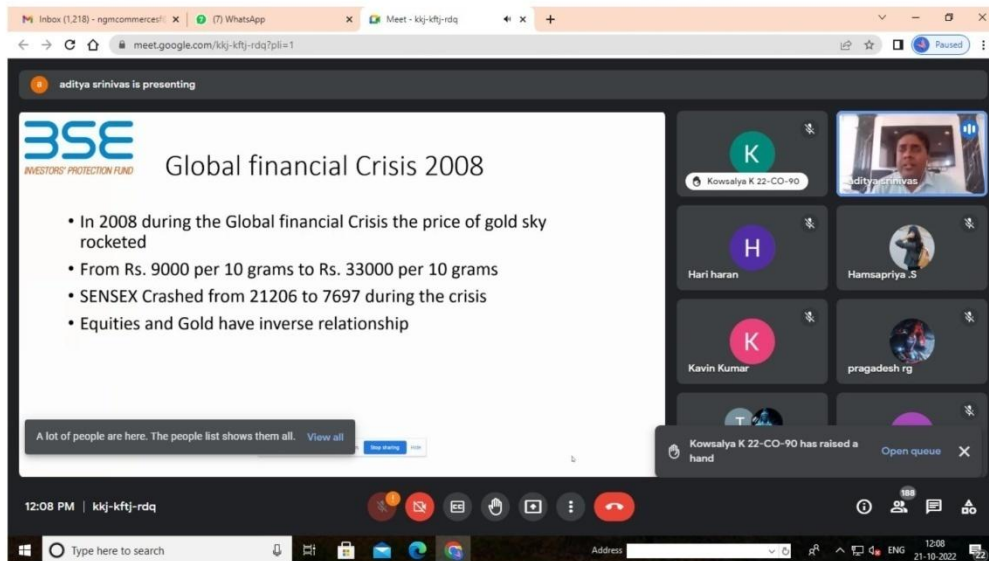 Inbox (1,218) - ngmcommerces
(7) WhatsApp
Meet - kkj-kftj-rdq
meet.google.com/kkj-kftj-rdq?pli=1
Paused
a
aditya srinivas is presenting
BSE
INVESTORS' PROTECTION FUND
Global financial Crisis 2008
• In 2008 during the Global financial Crisis the price of gold sky
rocketed
• From Rs. 9000 per 10 grams to Rs. 33000 per 10 grams
• SENSEX Crashed from 21206 to 7697 during the crisis
• Equities and Gold have inverse relationship
A lot of people are here. The people list shows them all. View all
Stop sharing
K
Kowsalya K 22-CO-90
aditya srinivas
H
Hari haran
Hamsapriya .S
K
Kavin Kumar
pragadesh rg
T
Kowsalya K 22-CO-90 has raised a
hand
Open queue
12:08 PM | kkj-kftj-rdq
188
Type here to search
Address
ENG
12:08
21-10-2022
22